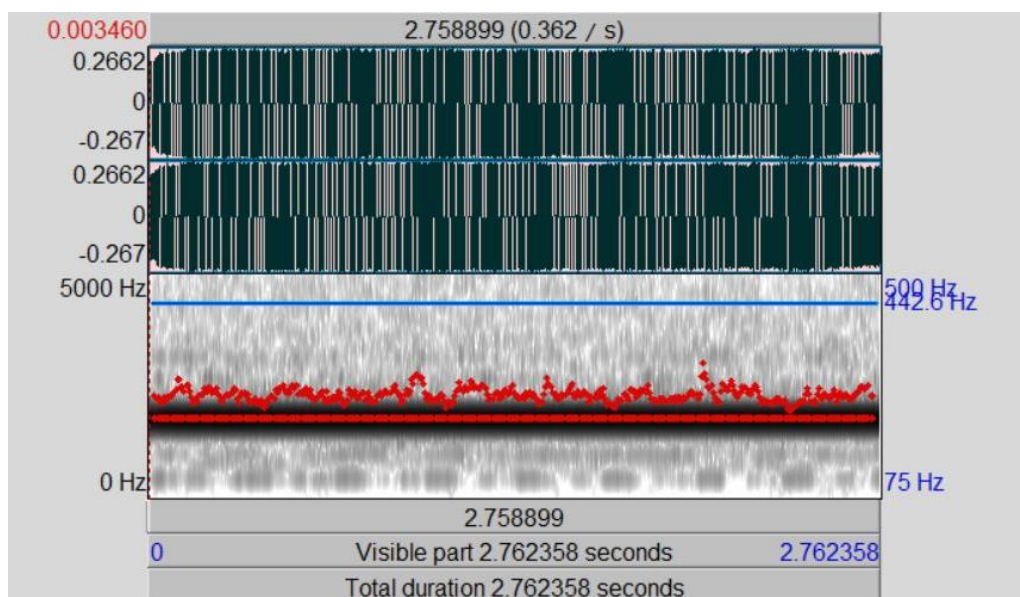 0.003460 2.758899 (0.362 / s)
0.2662
0
-0.267
0.2662
0
-0.267
5000 Hz 500 Hz
442.6 Hz
0 Hz 75 Hz
2.758899
0 Visible part 2.762358 seconds 2.762358
Total duration 2.762358 seconds